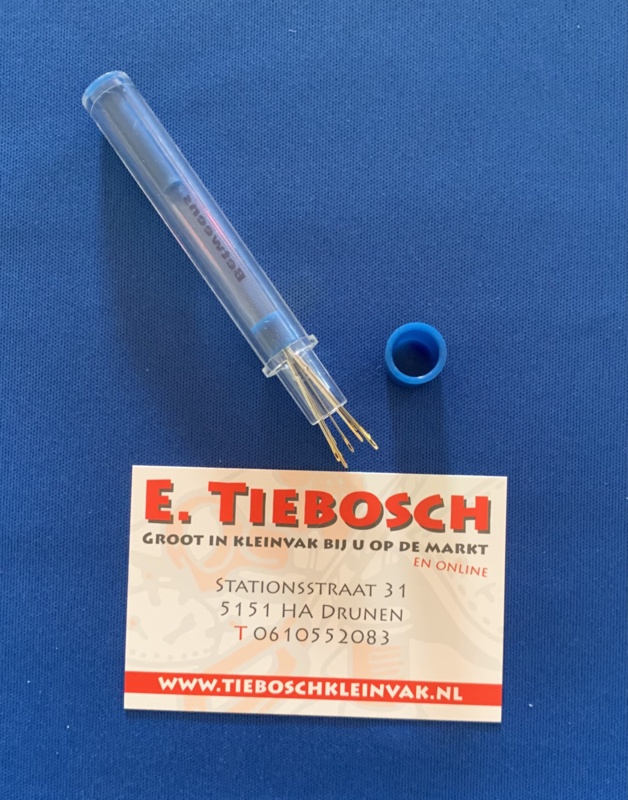 Betweens
E. TIEBOSCH
GROOT IN KLEINVAK BIJ U OP DE MARKT
EN ONLINE
STATIONSSTRAAT 31
5151 HA DRUNEN
T 0610552083
WWW.TIEBOSCHKLEINVAK.NL